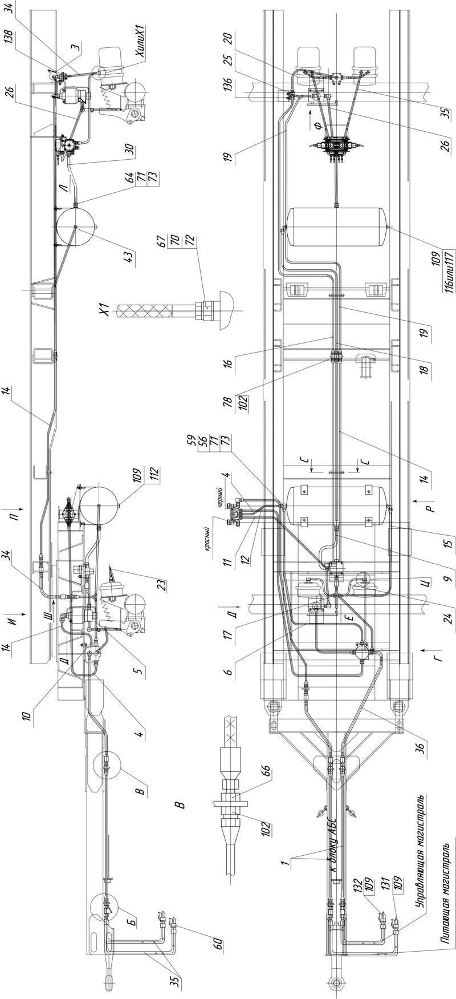 34
138
Э
ХилиХ1
26
30
64
71
73
Л
43
67
70
72
Х1
14
109
112
П
34
И
Ш
14
Д
23
5
10
4
В
В
66
102
Б
60
35
20
25
136
Ф
35
26
19
109
116или117
19
16
18
78
102
59
56
71
73
С
С
4
14
черный
красный
Р
11
12
15
9
Ц
Д
17
Е
24
6
Г
36
к блоку АБС
1
132
109
131
109
Управляющая магистраль
Питающая магистраль